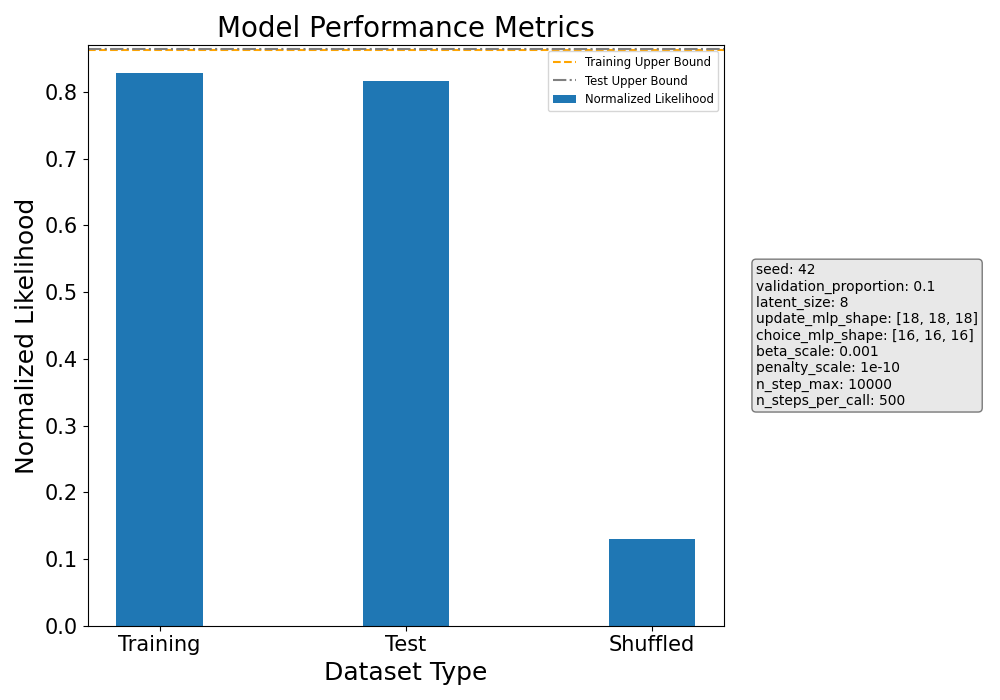 Model Performance Metrics
Normalized Likelihood
0.8
0.7
0.6
0.5
0.4
0.3
0.2
0.1
0.0
Training Upper Bound
Test Upper Bound
Normalized Likelihood
Training
Test
Shuffled
Dataset Type
seed: 42
validation_proportion: 0.1
latent_size: 8
update_mlp_shape: [18, 18, 18]
choice_mlp_shape: [16, 16, 16]
beta_scale: 0.001
penalty_scale: 1e-10
n_step_max: 10000
n_steps_per_call: 500